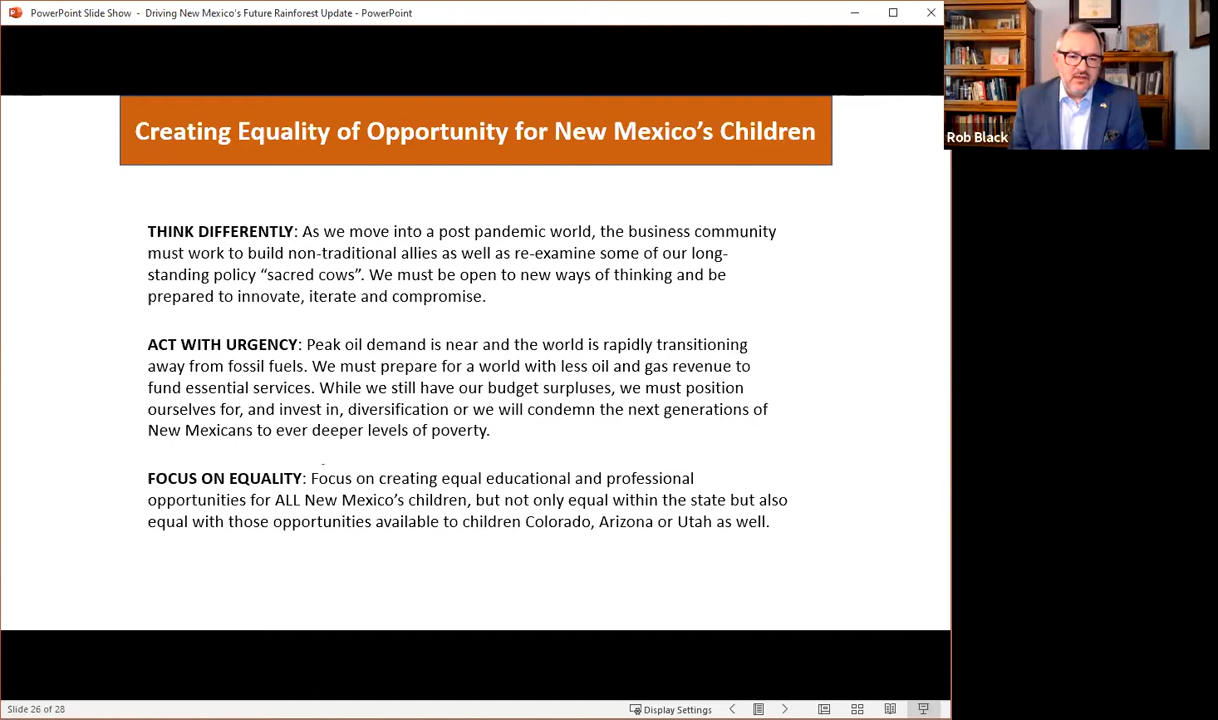 PowerPoint Slide Show - Driving New Mexico's Future Rainforest Update - PowerPoint
Rob Black
Creating Equality of Opportunity for New Mexico’s Children
THINK DIFFERENTLY: As we move into a post pandemic world, the business community
must work to build non-traditional allies as well as re-examine some of our long-
standing policy “sacred cows”. We must be open to new ways of thinking and be
prepared to innovate, iterate and compromise.
ACT WITH URGENCY: Peak oil demand is near and the world is rapidly transitioning
away from fossil fuels. We must prepare for a world with less oil and gas revenue to
fund essential services. While we still have our budget surpluses, we must position
ourselves for, and invest in, diversification or we will condemn the next generations of
New Mexicans to ever deeper levels of poverty.
FOCUS ON EQUALITY: Focus on creating equal educational and professional
opportunities for ALL New Mexico’s children, but not only equal within the state but also
equal with those opportunities available to children Colorado, Arizona or Utah as well.
Slide 26 of 28
Display Settings